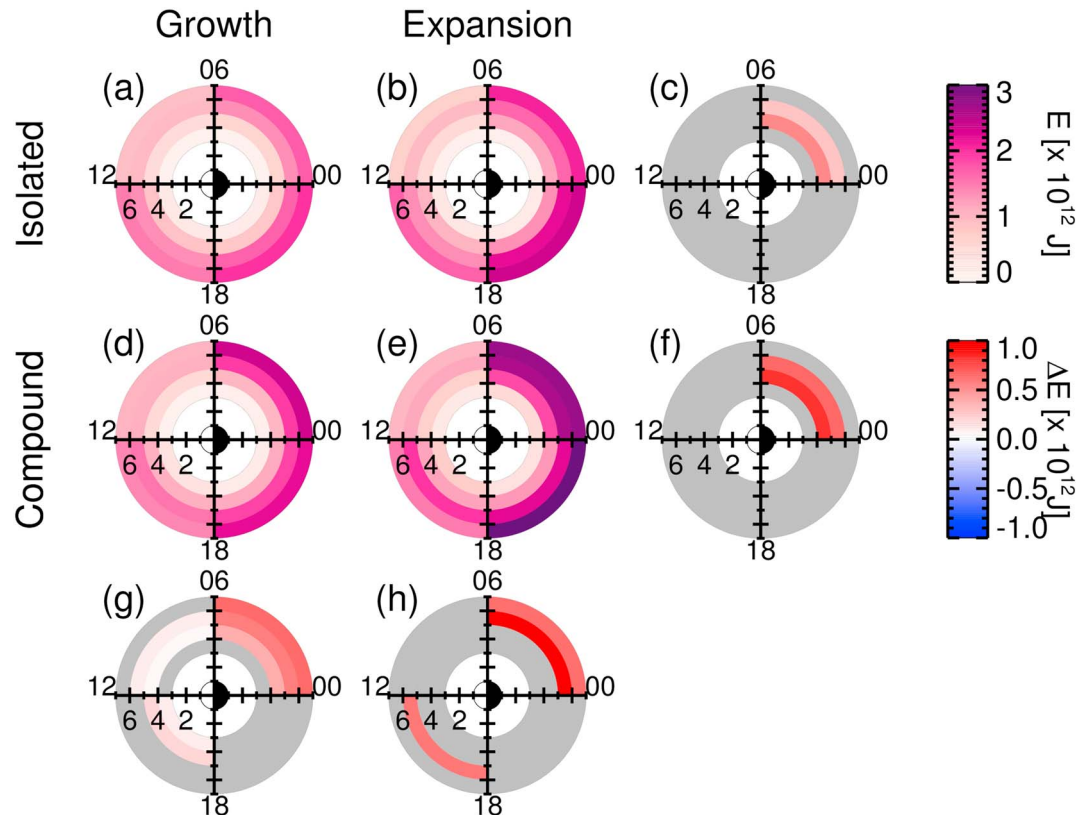 Growth Expansion
Isolated
Compound
(a) 06 12 00 6 4 2 18
(b) 06 12 00 6 4 2 18
(c) 06 12 00 6 4 2 18
3 2 1 0
E [x 10¹² J]
(d) 06 12 00 6 4 2 18
(e) 06 12 00 6 4 2 18
(f) 06 12 00 6 4 2 18
1.0 0.5 0.0 -0.5 -1.0
ΔE [x 10¹² J]
(g) 06 12 00 6 4 2 18
(h) 06 12 00 6 4 2 18